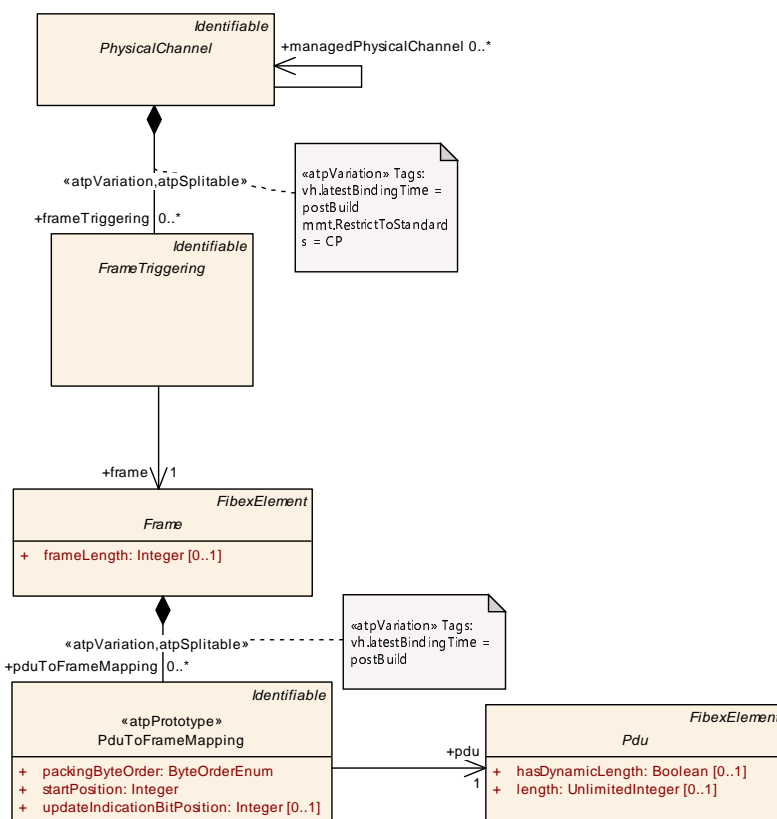 Identifiable
PhysicalChannel
+managedPhysicalChannel 0..*
«atpVariation,atpSplitable»
«atpVariation» Tags:
vh.latestBindingTime =
postBuild
mmt.RestrictToStandard
s = CP
+frameTriggering 0..*
Identifiable
FrameTriggering
+frame 1
FibexElement
Frame
+ frameLength: Integer [0..1]
«atpVariation,atpSplitable»
«atpVariation» Tags:
vh.latestBindingTime =
postBuild
+pduToFrameMapping 0..*
Identifiable
«atpPrototype»
PduToFrameMapping
+ packingByteOrder: ByteOrderEnum
+ startPosition: Integer
+ updateIndicationBitPosition: Integer [0..1]
+pdu
1
FibexElement
Pdu
+ hasDynamicLength: Boolean [0..1]
+ length: UnlimitedInteger [0..1]